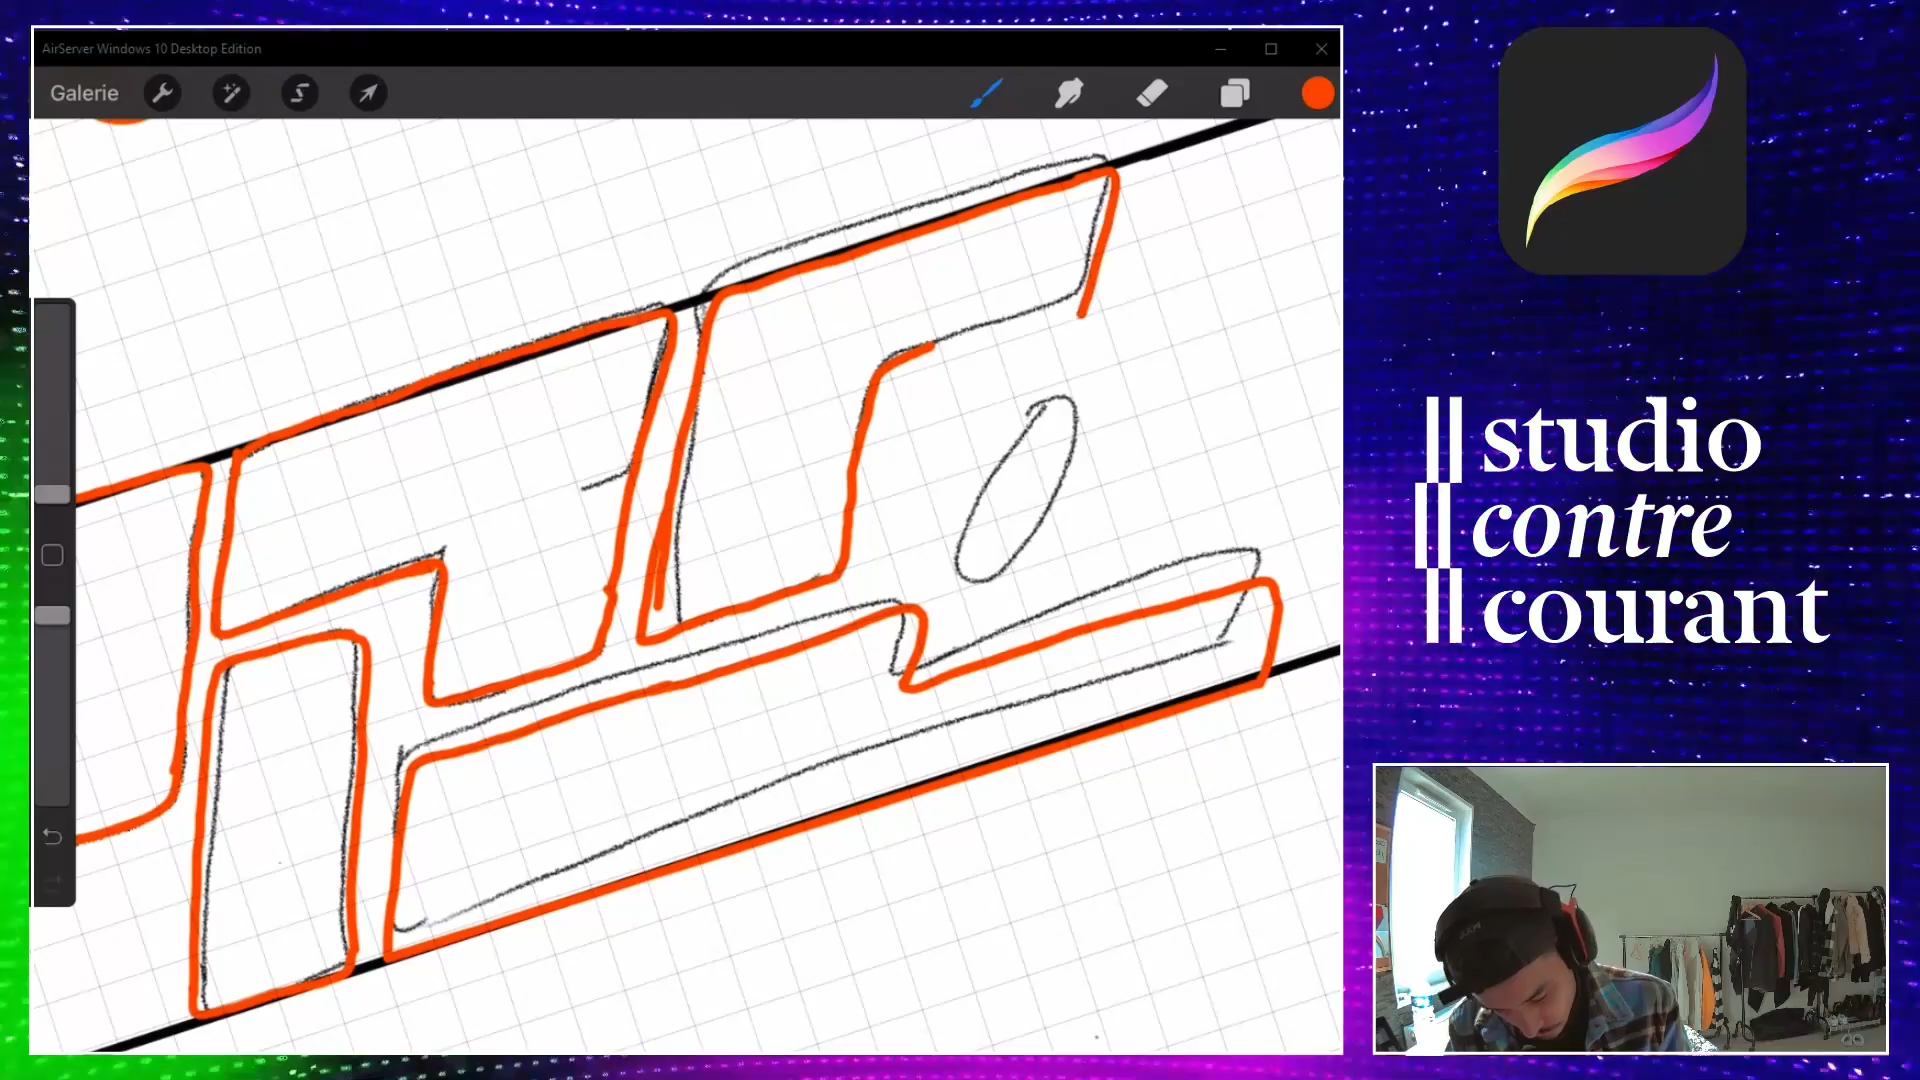 AirServer Windows 10 Desktop Edition
Galerie
studio
contre
courant